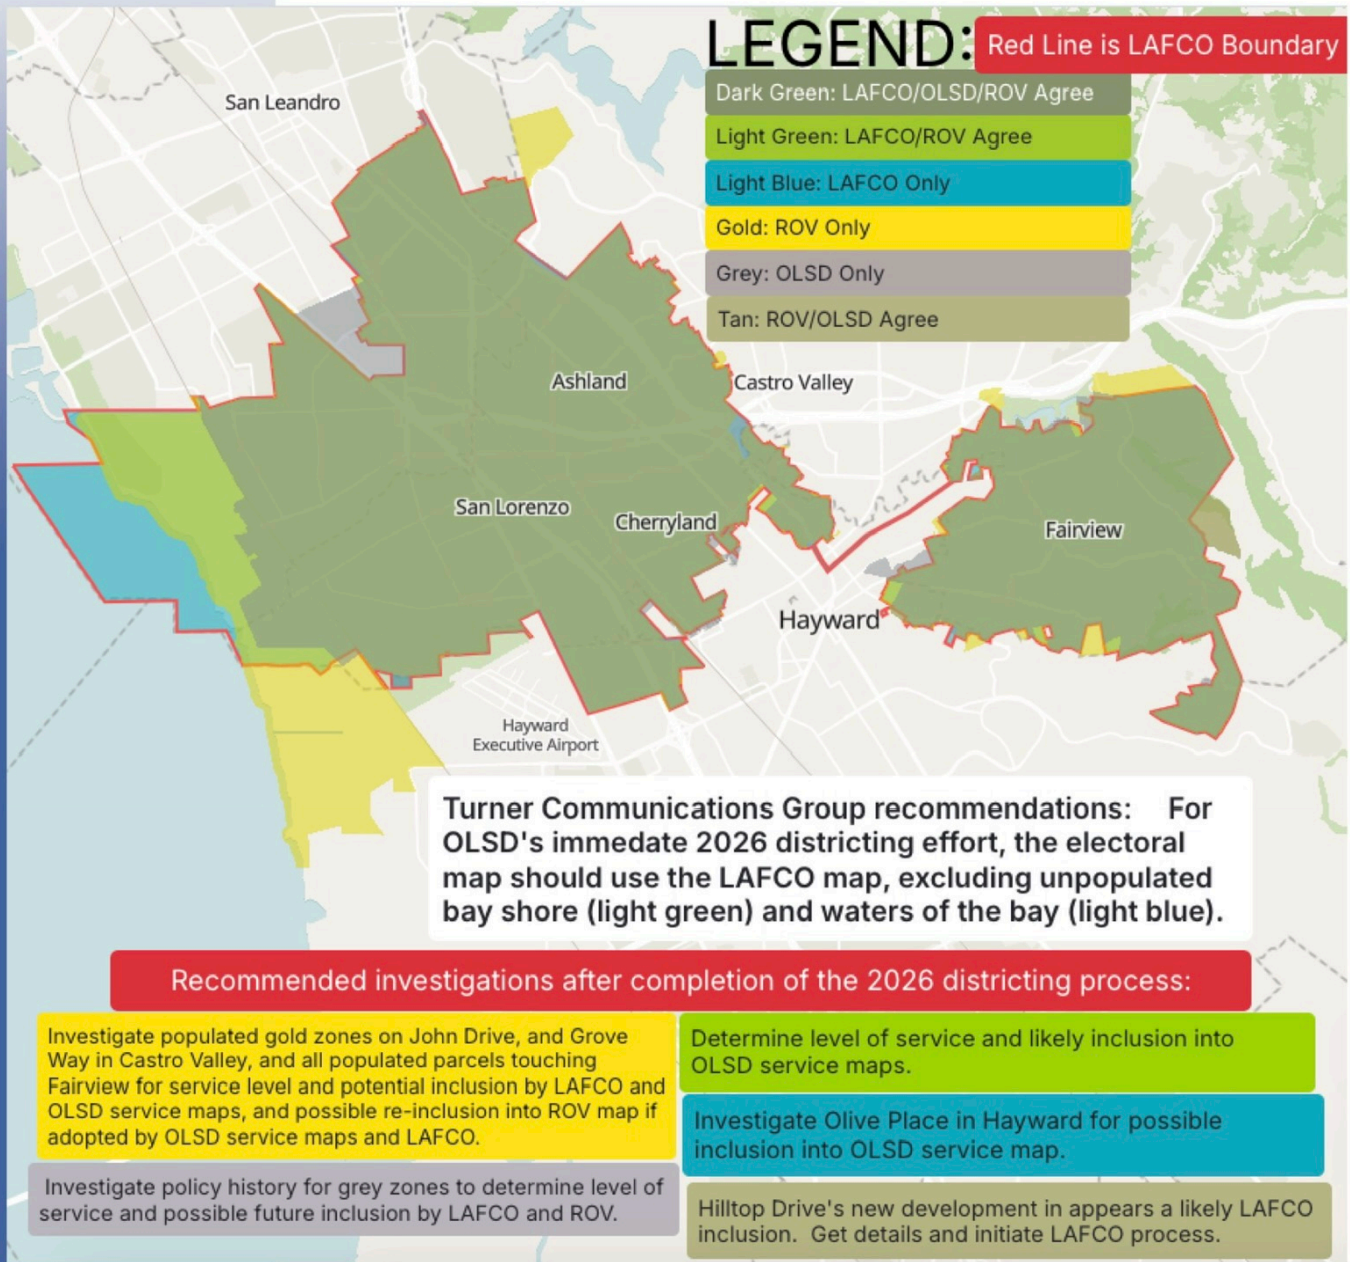 LEGEND:
Red Line is LAFCO Boundary
Dark Green: LAFCO/OLSD/ROV Agree
Light Green: LAFCO/ROV Agree
Light Blue: LAFCO Only
Gold: ROV Only
Grey: OLSD Only
Tan: ROV/OLSD Agree
San Leandro
Ashland
Castro Valley
San Lorenzo
Cherryland
Fairview
Hayward
Hayward
Executive Airport
Turner Communications Group recommendations: For
OLSD's immedate 2026 districting effort, the electoral
map should use the LAFCO map, excluding unpopulated
bay shore (light green) and waters of the bay (light blue).
Recommended investigations after completion of the 2026 districting process:
Investigate populated gold zones on John Drive, and Grove
Way in Castro Valley, and all populated parcels touching
Fairview for service level and potential inclusion by LAFCO and
OLSD service maps, and possible re-inclusion into ROV map if
adopted by OLSD service maps and LAFCO.
Determine level of service and likely inclusion into
OLSD service maps.
Investigate Olive Place in Hayward for possible
inclusion into OLSD service map.
Investigate policy history for grey zones to determine level of
service and possible future inclusion by LAFCO and ROV.
Hilltop Drive's new development in appears a likely LAFCO
inclusion. Get details and initiate LAFCO process.